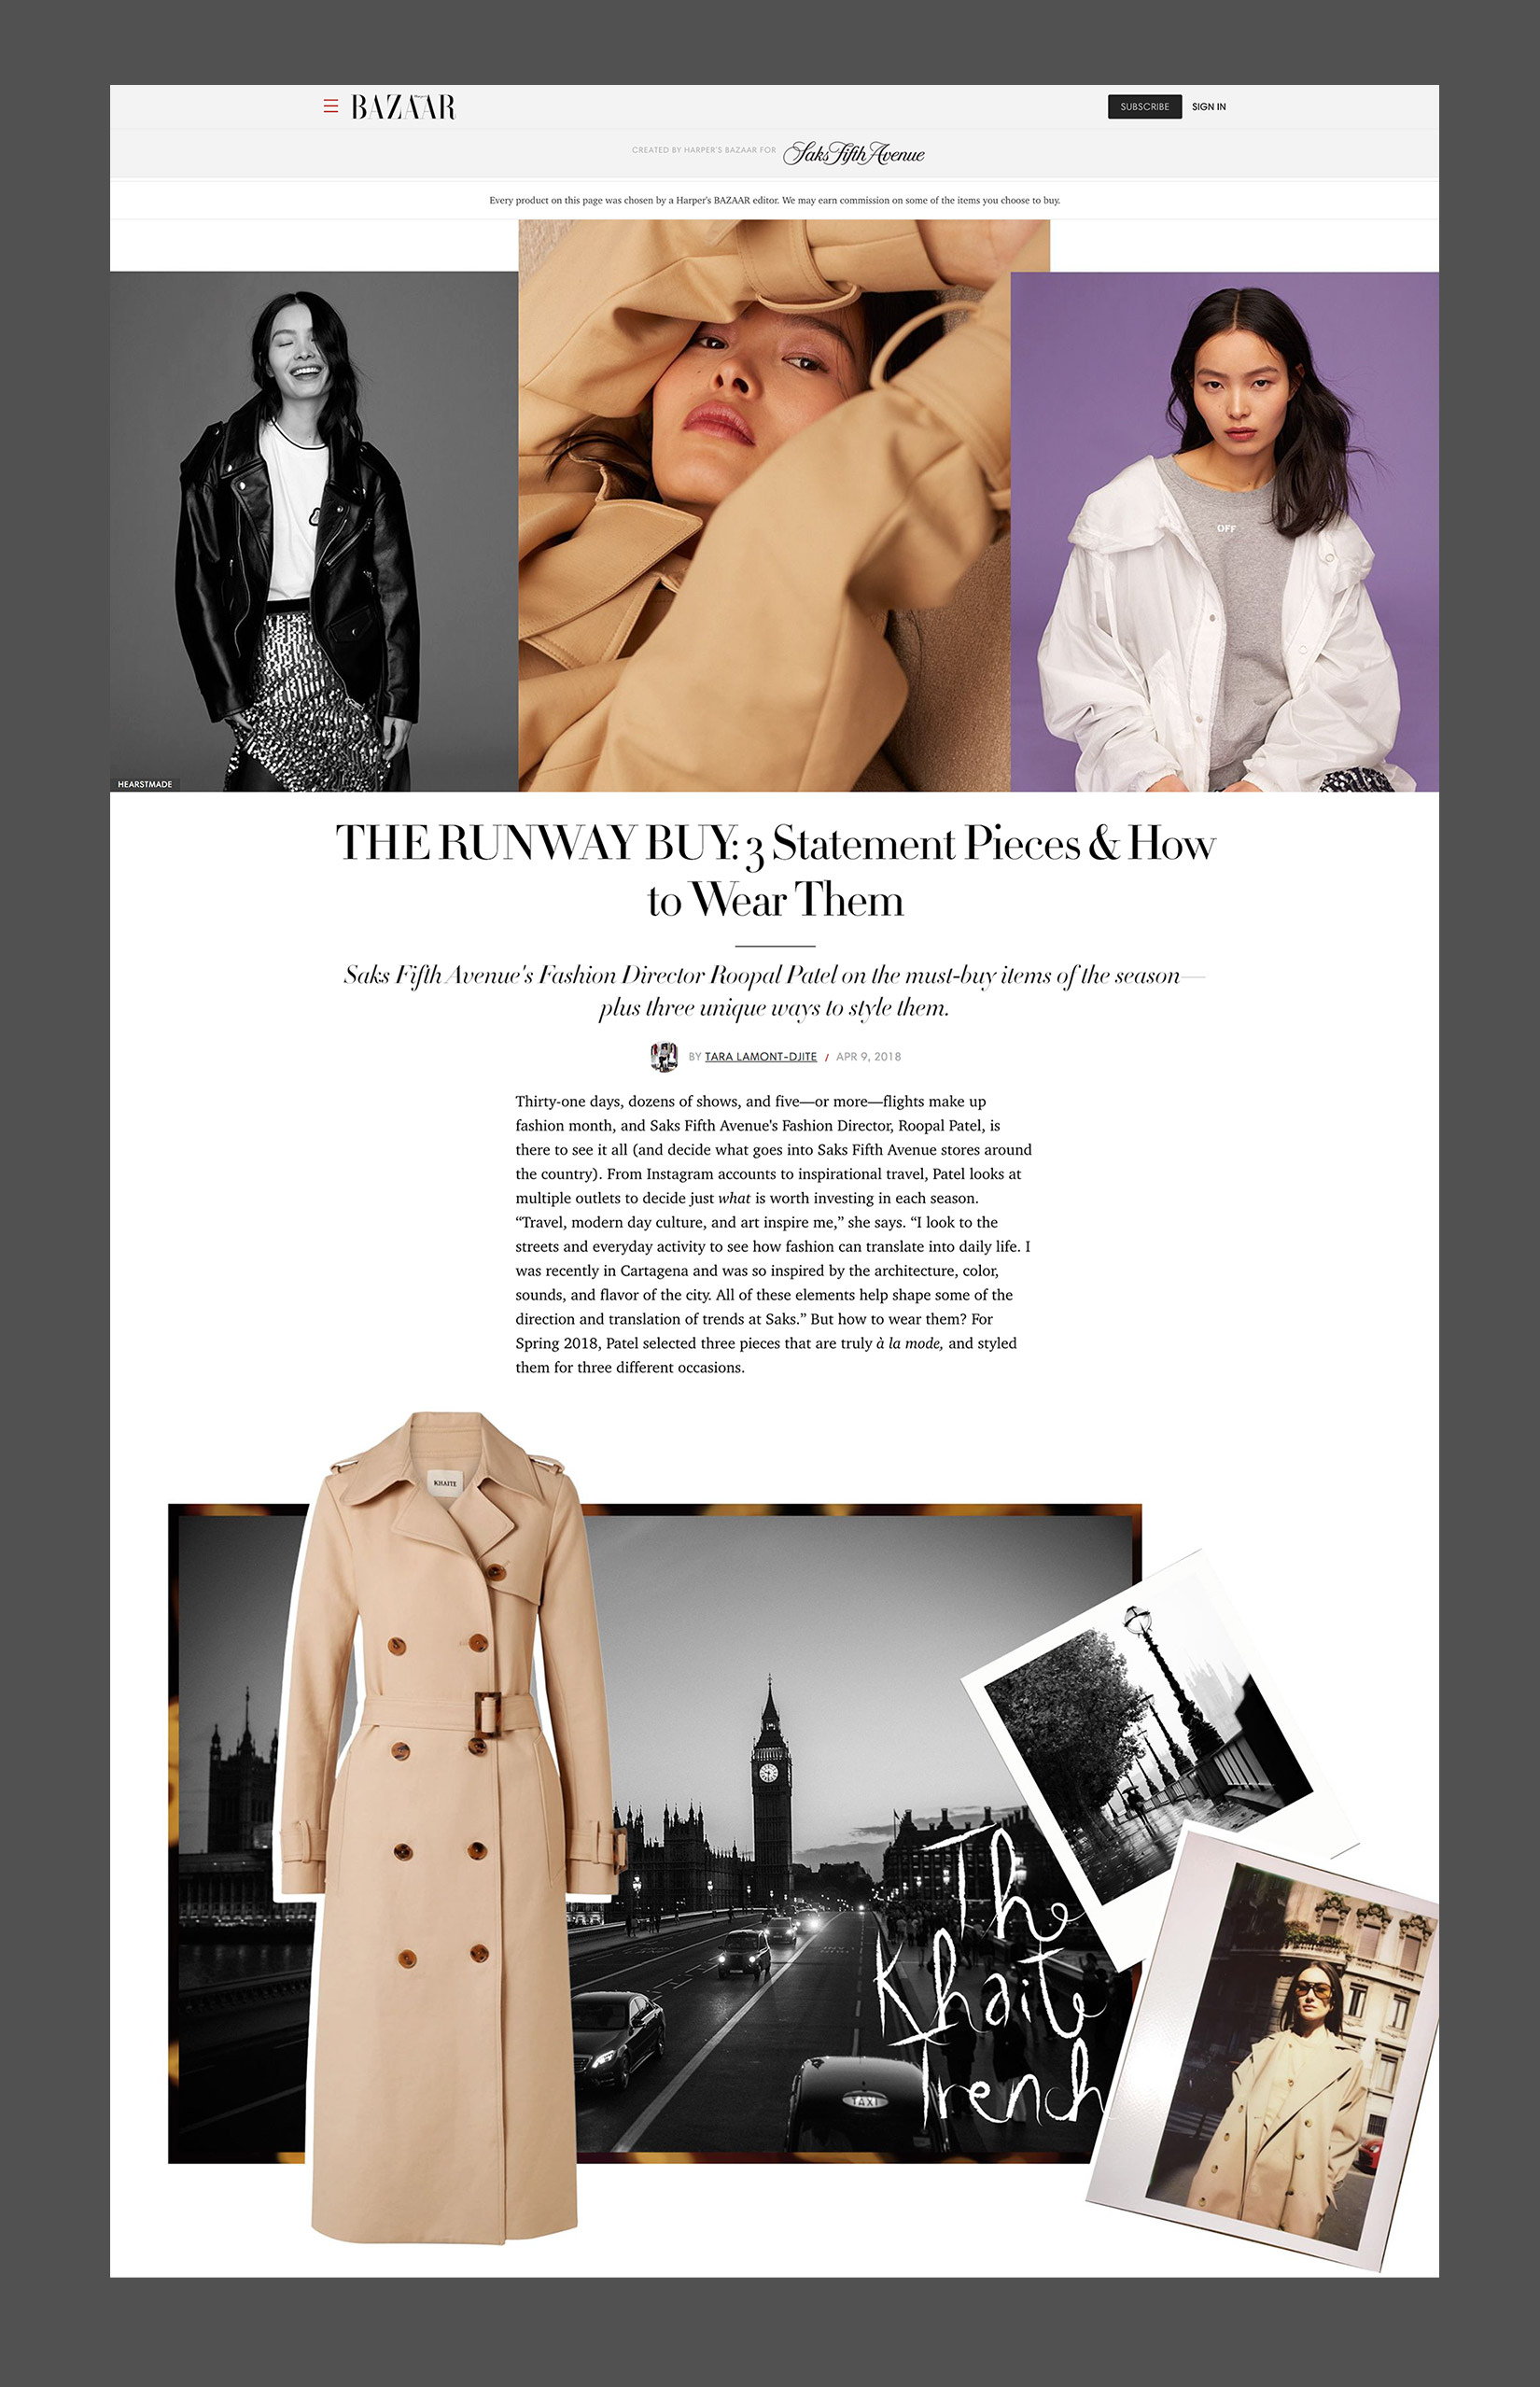 Harper's
BAZAAR
SUBSCRIBE SIGN IN
CREATED BY HARPER'S BAZAAR FOR Saks Fifth Avenue
Every product on this page was chosen by a Harper's BAZAAR editor. We may earn commission on some of the items you choose to buy.
OFF
HEARSTMADE
THE RUNWAY BUY: 3 Statement Pieces & How
to Wear Them
Saks Fifth Avenue's Fashion Director Roopal Patel on the must-buy items of the season—
plus three unique ways to style them.
BY TARA LAMONT-DJITE / APR 9, 2018
Thirty-one days, dozens of shows, and five—or more—flights make up
fashion month, and Saks Fifth Avenue's Fashion Director, Roopal Patel, is
there to see it all (and decide what goes into Saks Fifth Avenue stores around
the country). From Instagram accounts to inspirational travel, Patel looks at
multiple outlets to decide just what is worth investing in each season.
“Travel, modern day culture, and art inspire me,” she says. “I look to the
streets and everyday activity to see how fashion can translate into daily life. I
was recently in Cartagena and was so inspired by the architecture, color,
sounds, and flavor of the city. All of these elements help shape some of the
direction and translation of trends at Saks.” But how to wear them? For
Spring 2018, Patel selected three pieces that are truly à la mode, and styled
them for three different occasions.
KHAITE
The
Khaite
Trench
TAXI